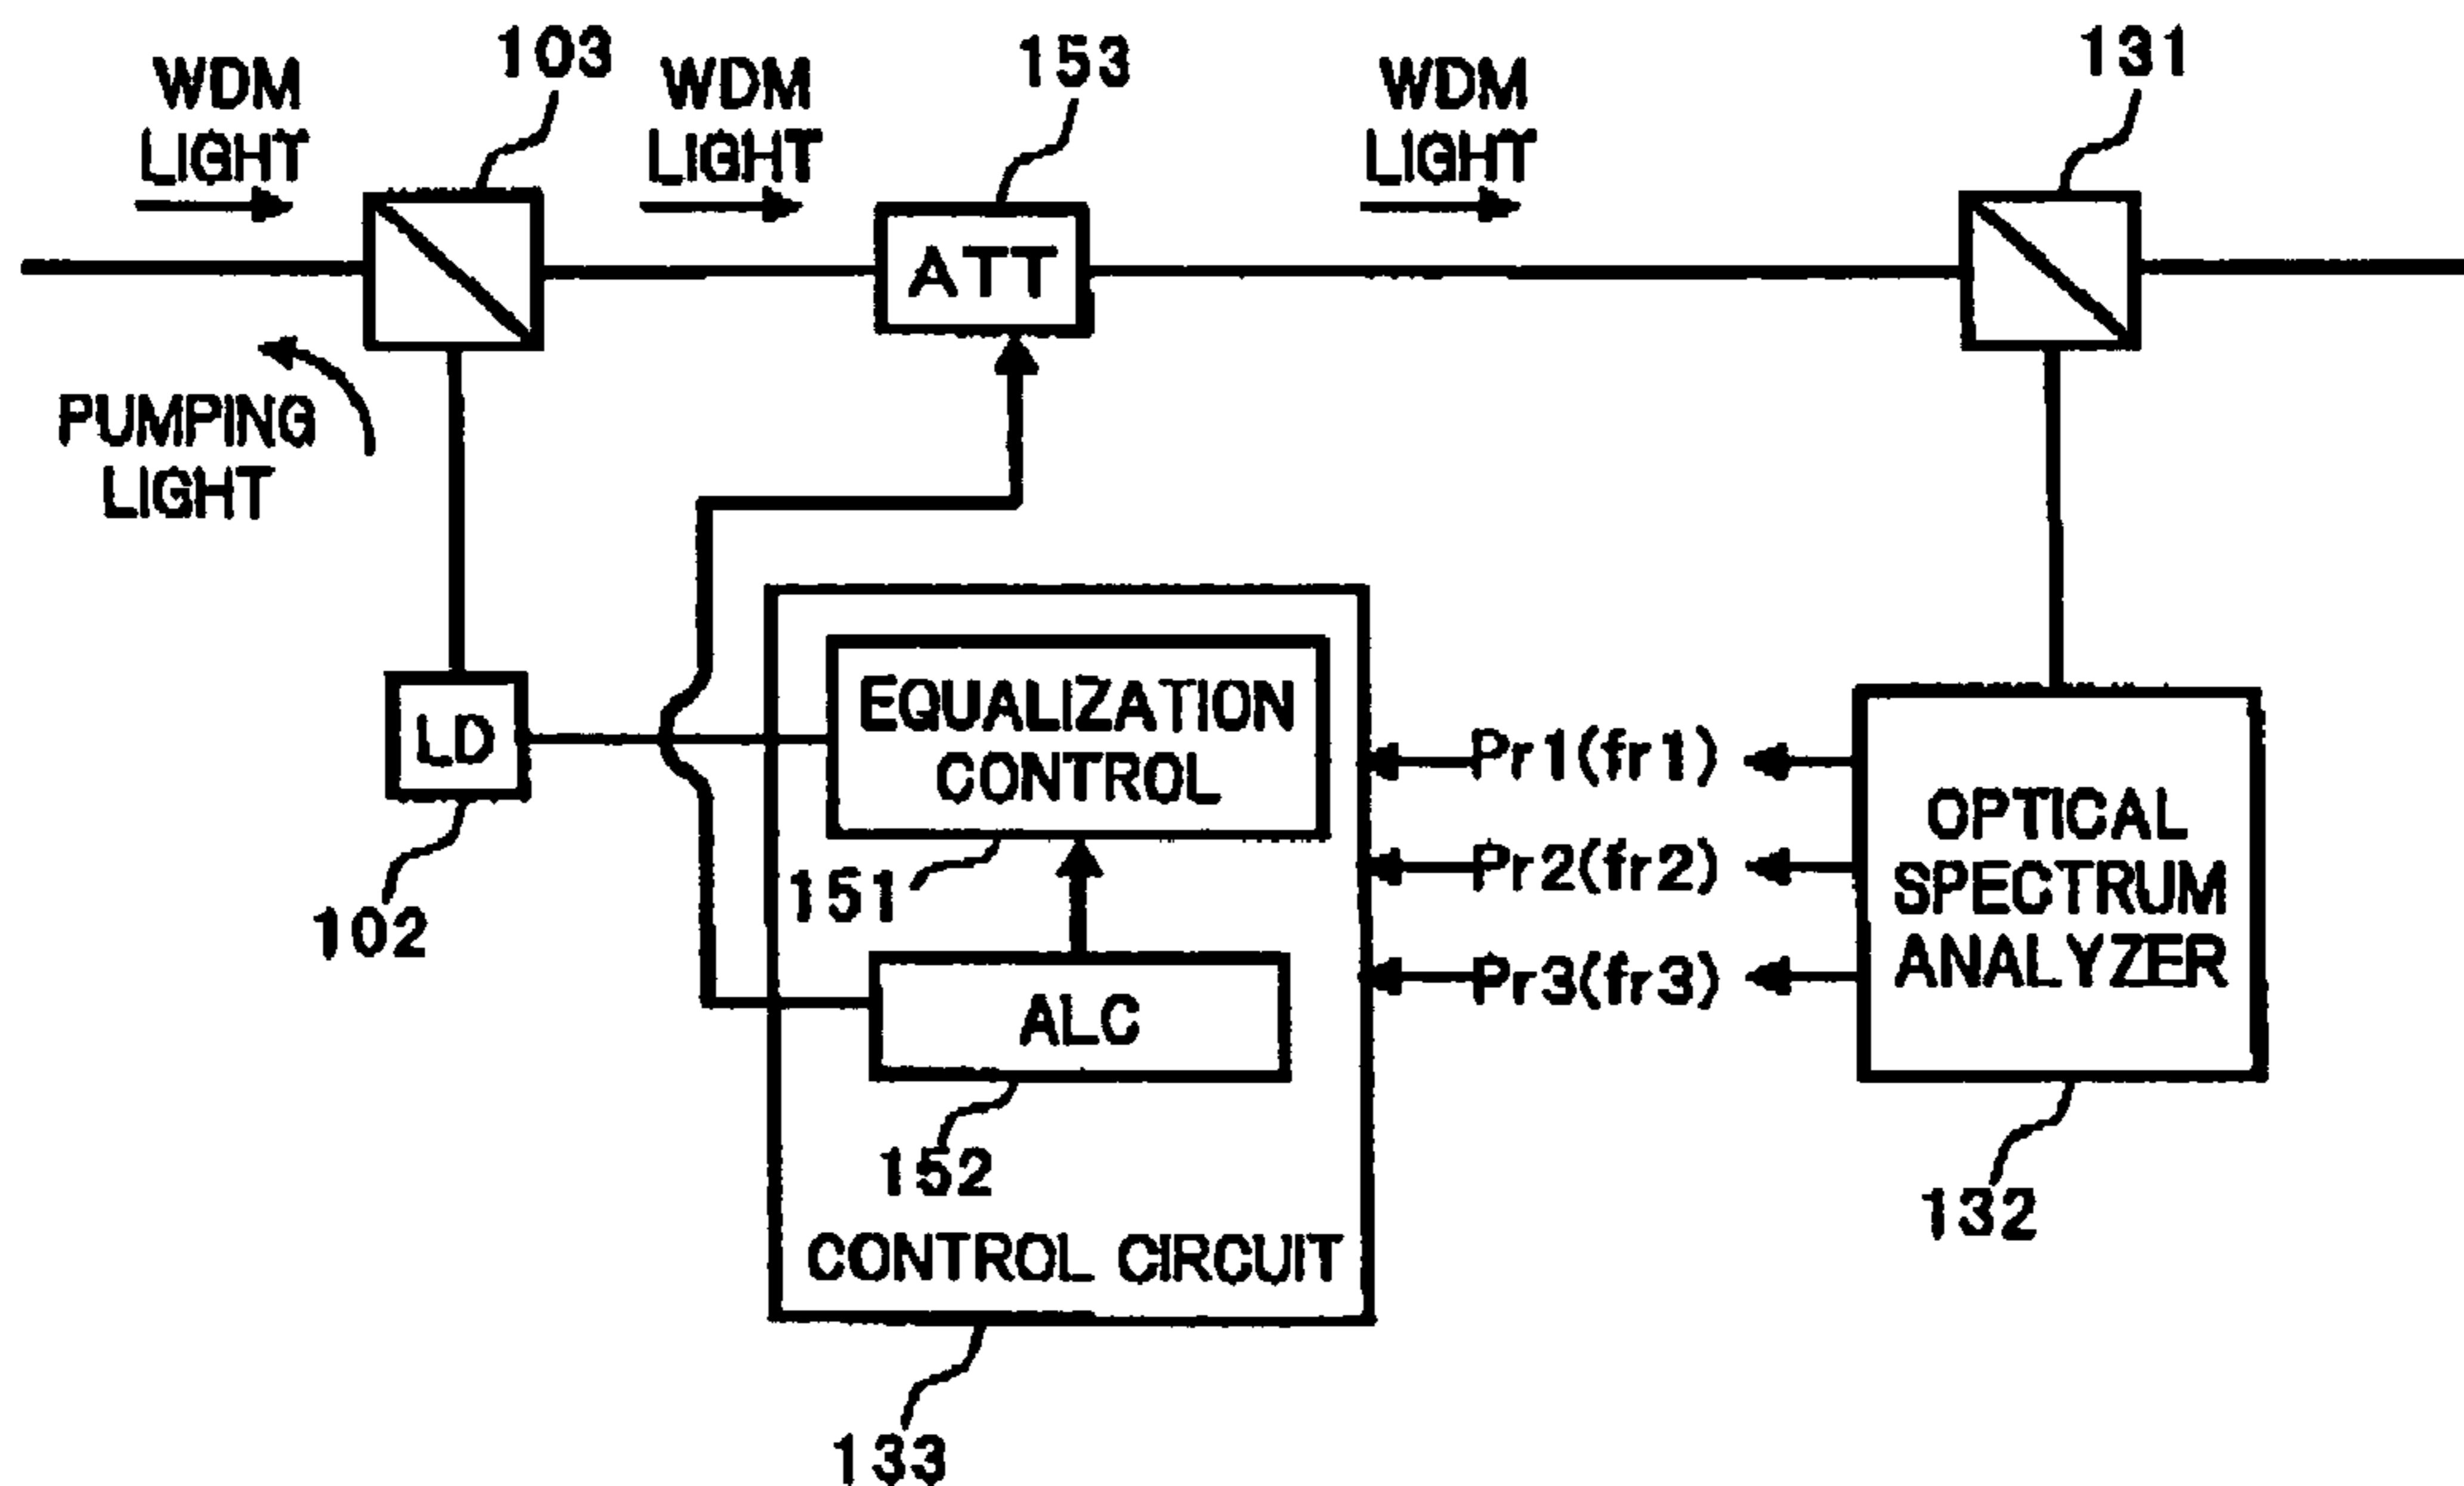 103
153
131
WDM
LIGHT
WDM
LIGHT
WDM
LIGHT
ATT
PUMPING
LIGHT
EQUALIZATION
CONTROL
LD
Pr1(fr1)
Pr2(fr2)
Pr3(fr3)
OPTICAL
SPECTRUM
ANALYZER
151
102
ALC
152
132
CONTROL CIRCUIT
133